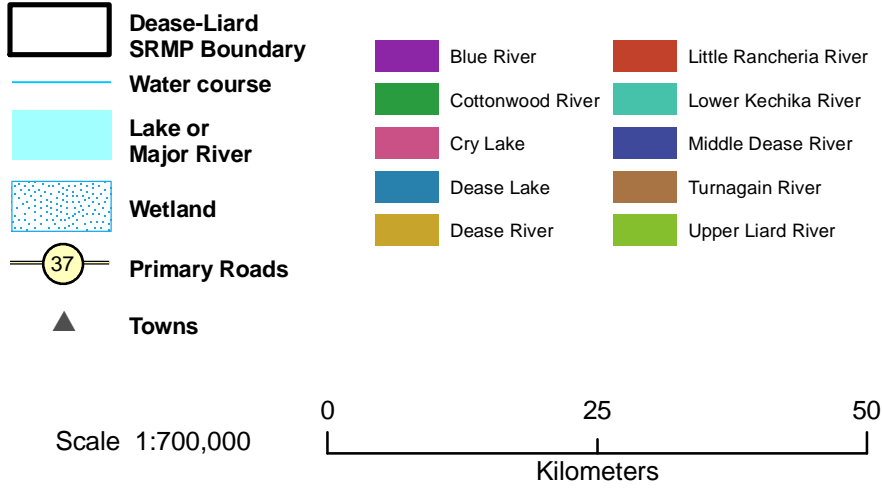 Dease-Liard
SRMP Boundary
Water course
Lake or
Major River
Wetland
37
Primary Roads
Towns
Blue River
Cottonwood River
Cry Lake
Dease Lake
Dease River
Little Rancheria River
Lower Kechika River
Middle Dease River
Turnagain River
Upper Liard River
Scale 1:700,000
0 25 50
Kilometers